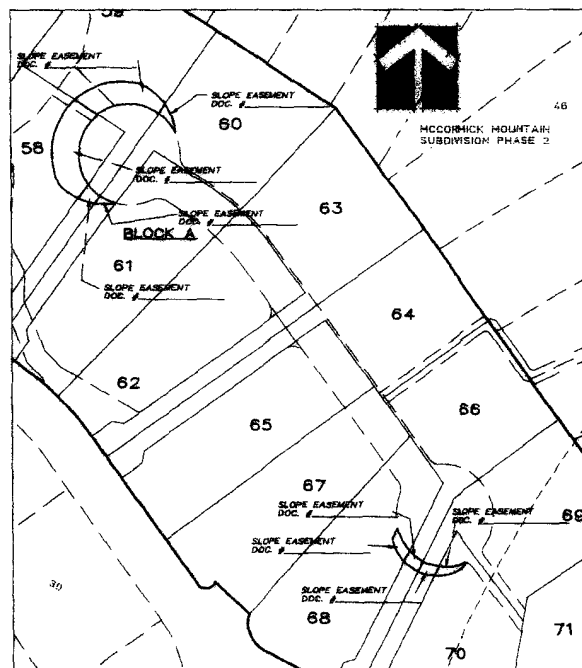 59
SLOPE EASEMENT
DOC. #
SLOPE EASEMENT
DOC. #
60
46
MCCORMICK MOUNTAIN
SUBDIVISION PHASE 2
58
SLOPE EASEMENT
DOC. #
63
SLOPE EASEMENT
DOC. #
BLOCK A
61
SLOPE EASEMENT
DOC. #
64
62
65
66
67
SLOPE EASEMENT
DOC. #
SLOPE EASEMENT
DOC. #
69
SLOPE EASEMENT
DOC. #
SLOPE EASEMENT
DOC. #
68
70
71